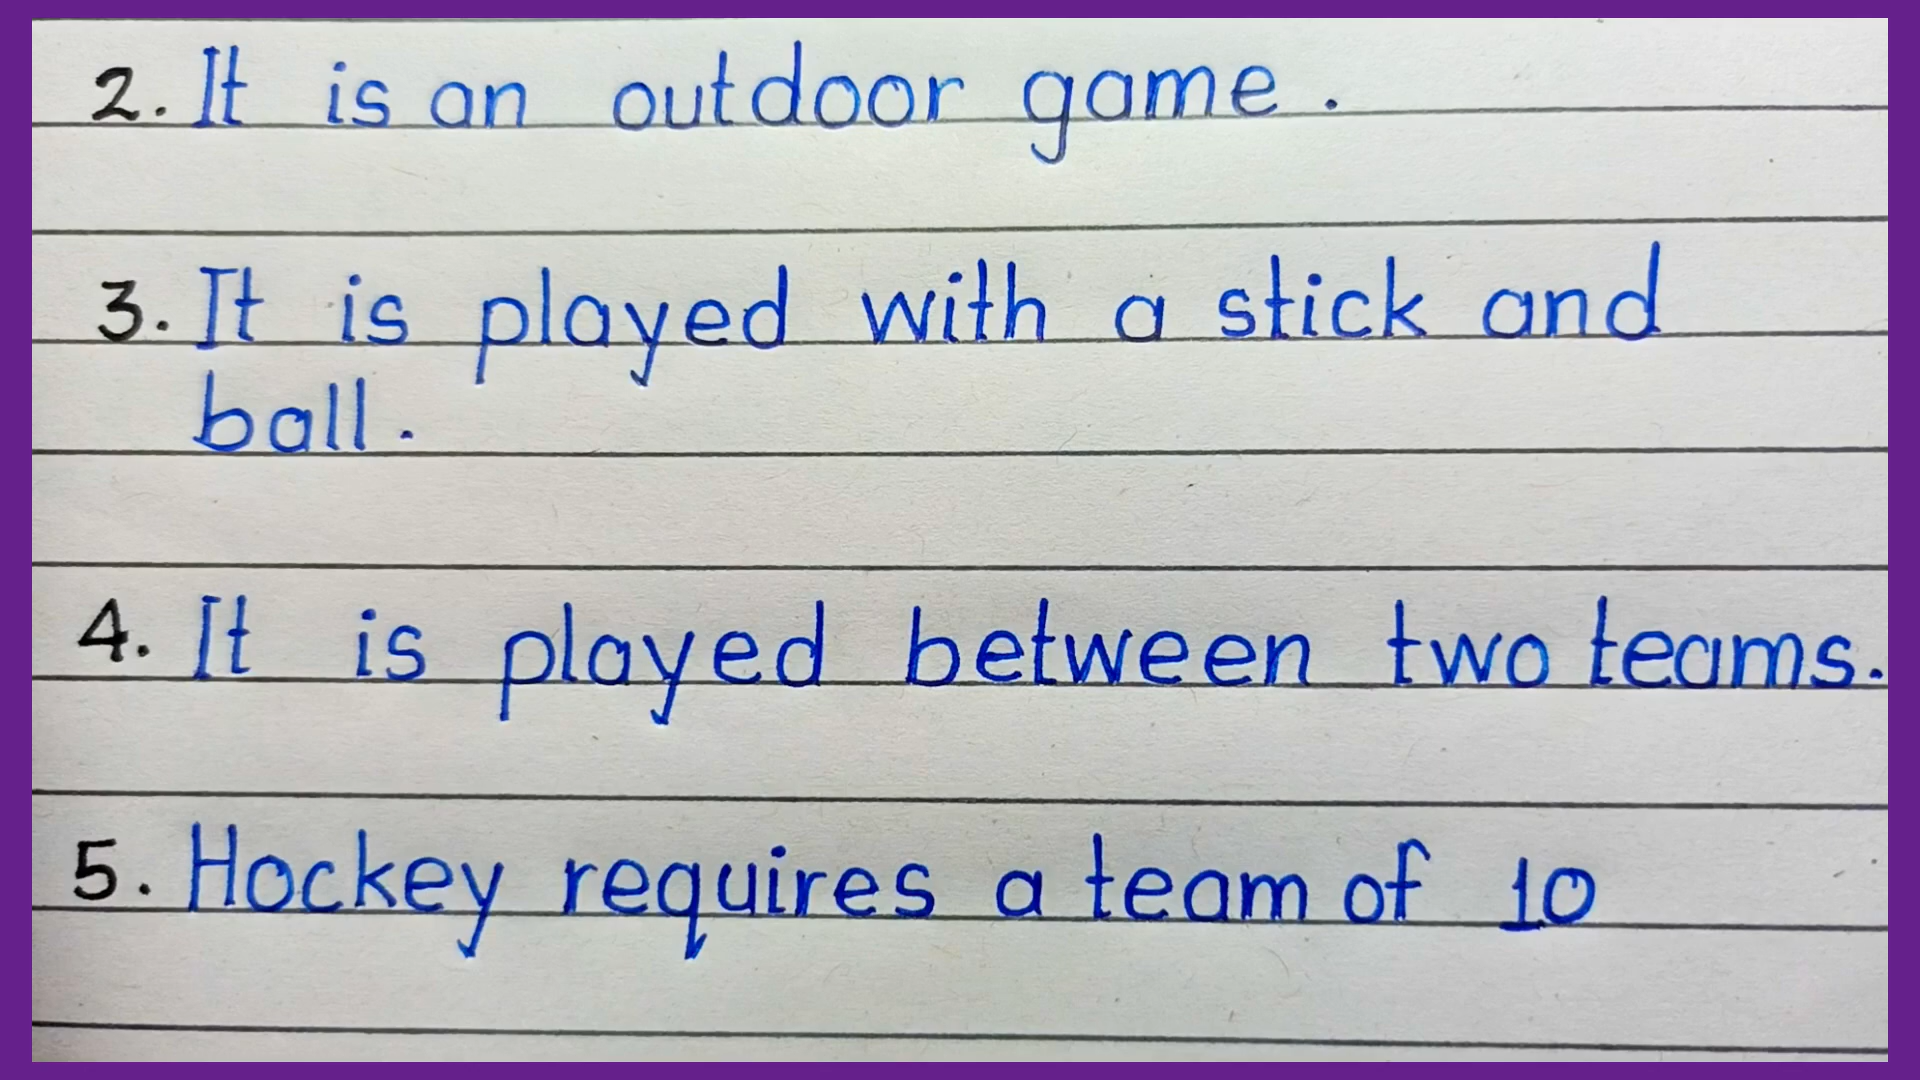 2. It is an outdoor game.
3. It is played with a stick and
ball.
4. It is played between two teams.
5. Hockey requires a team of 10